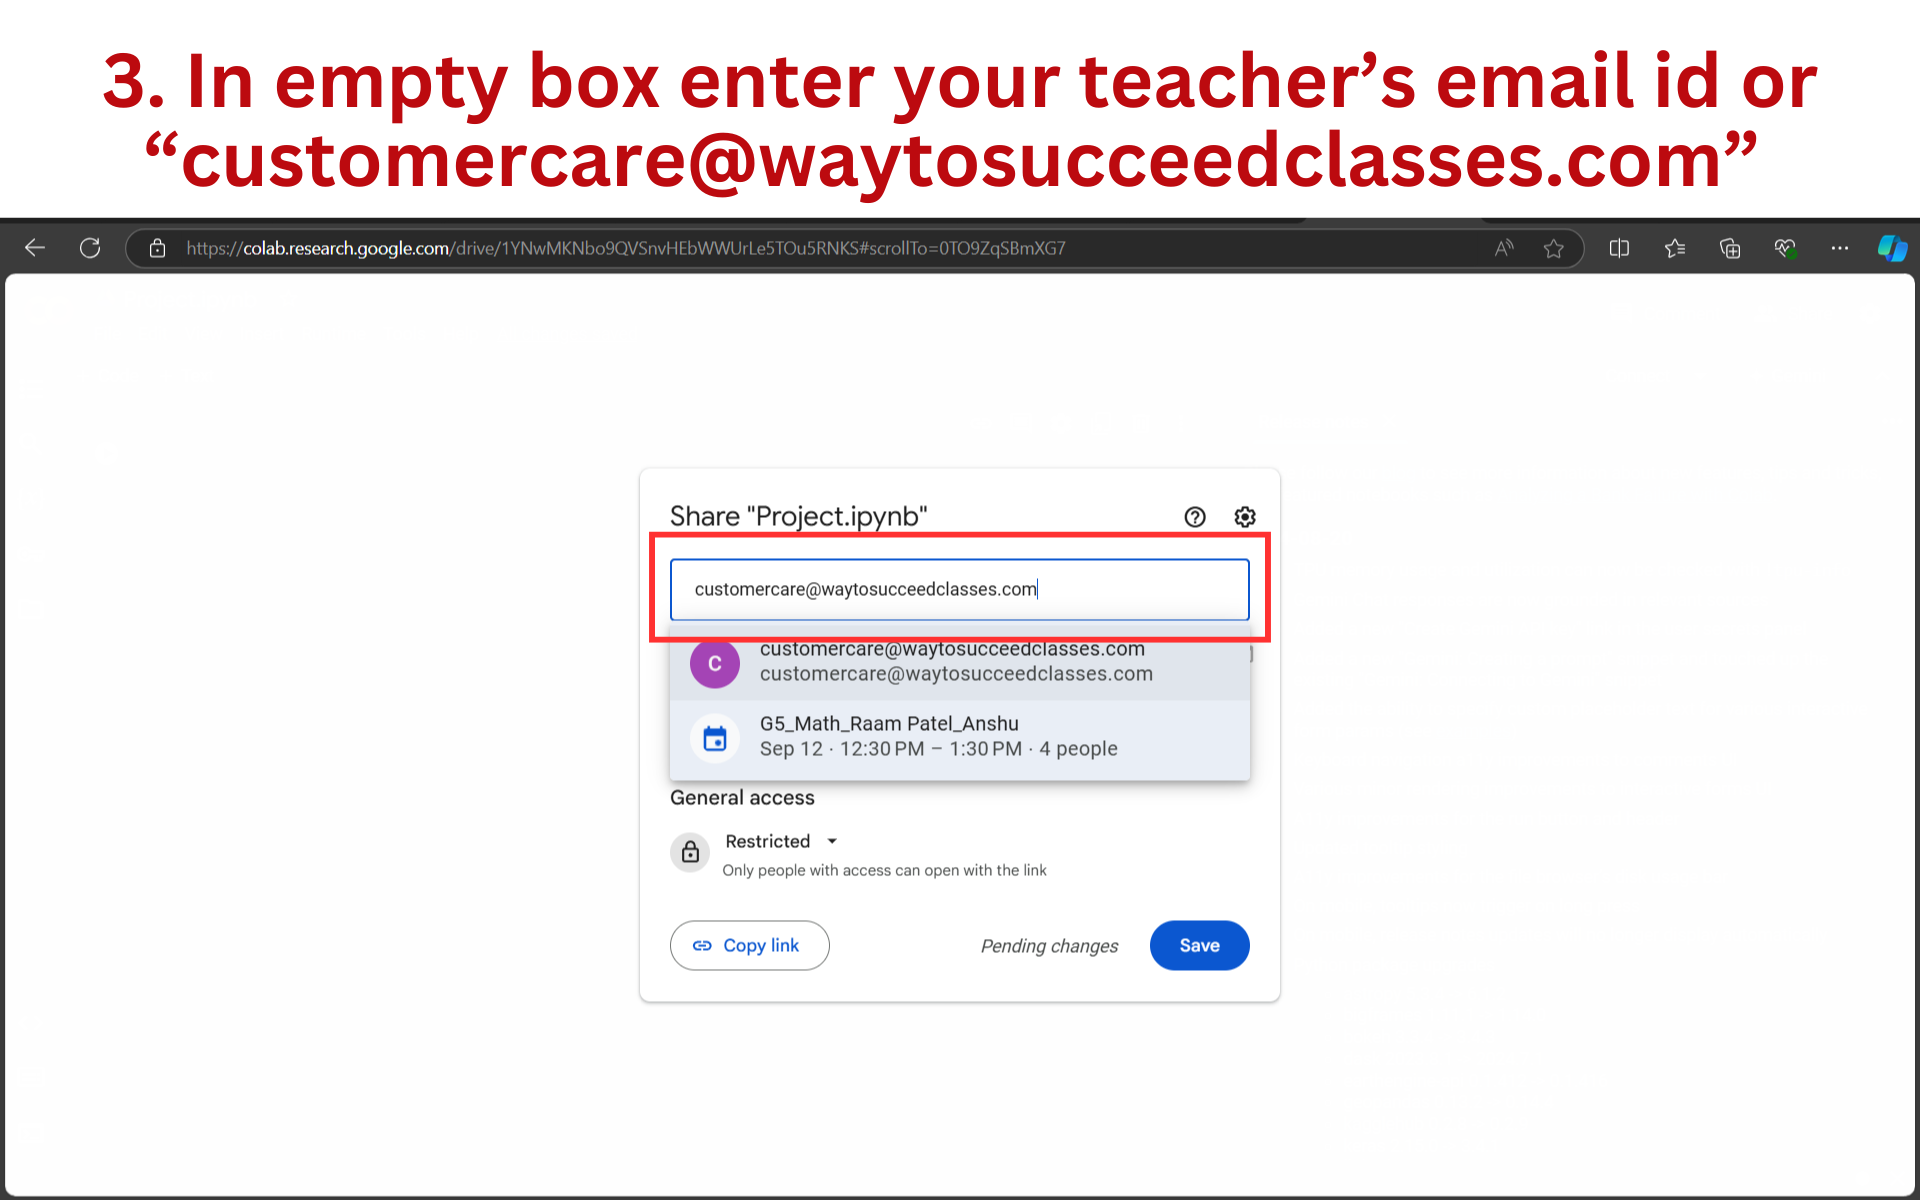 3. In empty box enter your teacher’s email id or
“customercare@waytosucceedclasses.com”
https://colab.research.google.com/drive/1YNwMKNbo9QVSnvHEbWWUrLe5TOu5RNKS#scrollTo=0TO9ZqSBmXG7
Share "Project.ipynb"
customercare@waytosucceedclasses.com
C
customercare@waytosucceedclasses.com
customercare@waytosucceedclasses.com
G5_Math_Raam Patel_Anshu
Sep 12 · 12:30 PM – 1:30 PM · 4 people
General access
Restricted
Only people with access can open with the link
Copy link
Pending changes
Save